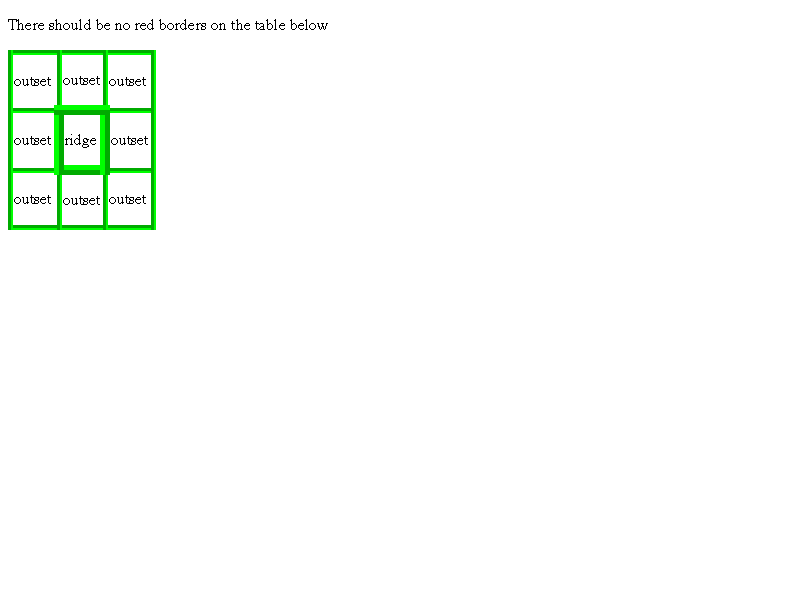 There should be no red borders on the table below
outset outset outset
outset ridge outset
outset outset outset